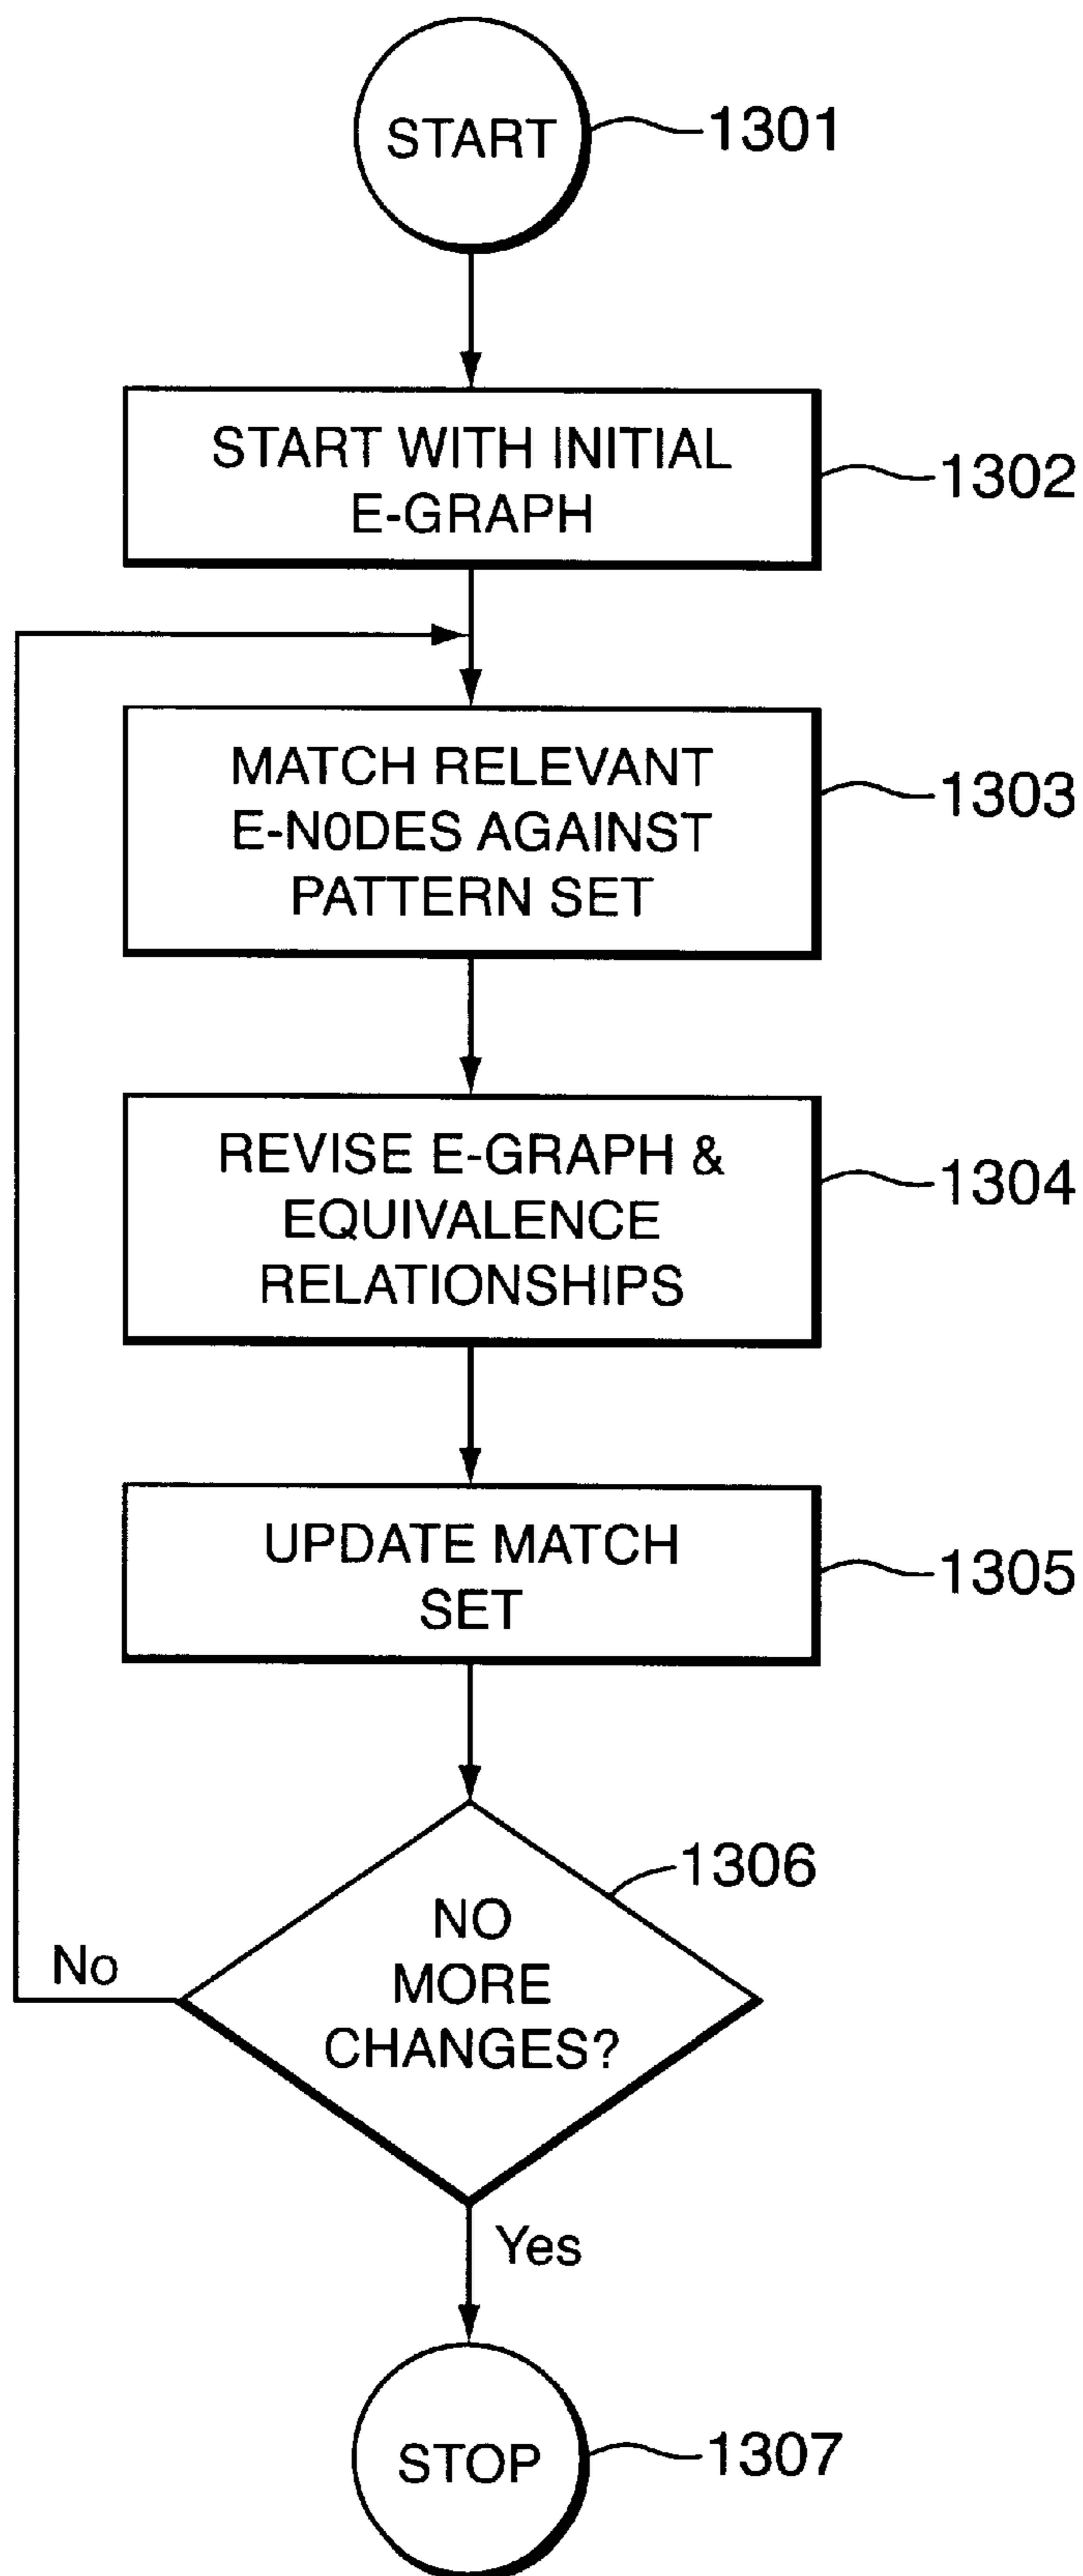 START
1301
START WITH INITIAL
E-GRAPH
1302
MATCH RELEVANT
E-N0DES AGAINST
PATTERN SET
1303
REVISE E-GRAPH &
EQUIVALENCE
RELATIONSHIPS
1304
UPDATE MATCH
SET
1305
1306
NO
MORE
CHANGES?
No
Yes
STOP
1307